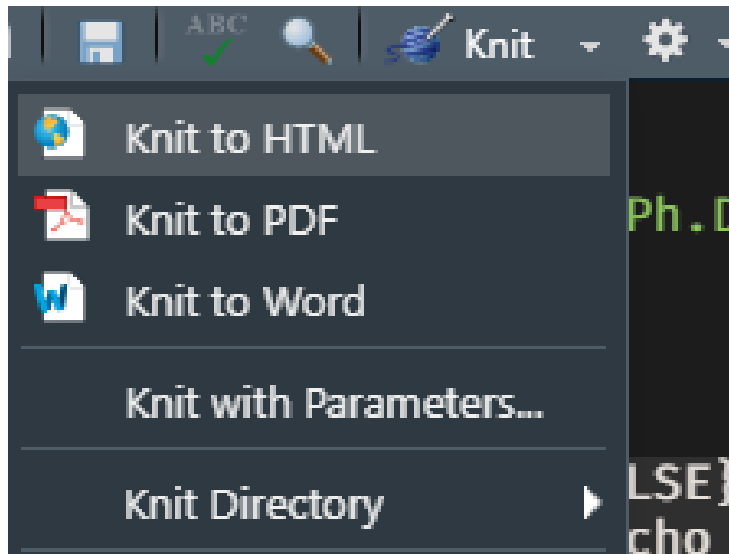 ABC Knit
Knit to HTML
Knit to PDF
Ph.D
Knit to Word
W
Knit with Parameters...
Knit Directory
LSE}
cho